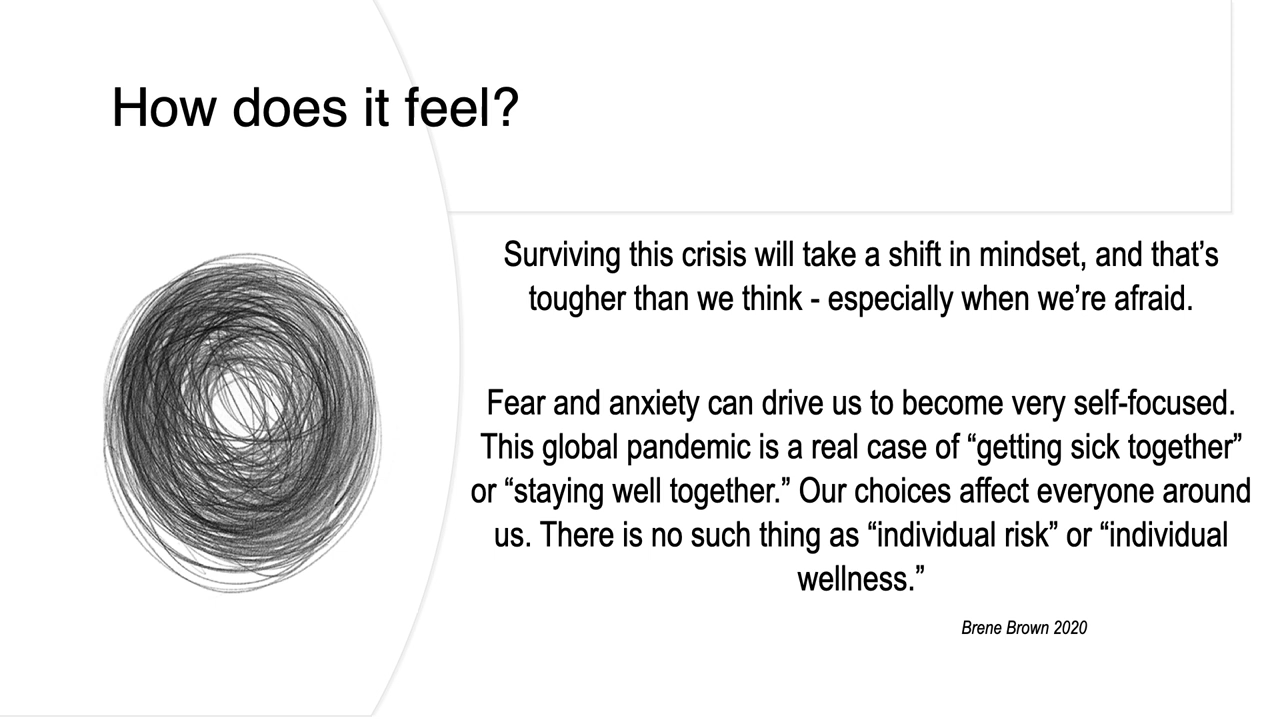 How does it feel?
Surviving this crisis will take a shift in mindset, and that’s
tougher than we think - especially when we’re afraid.
Fear and anxiety can drive us to become very self-focused.
This global pandemic is a real case of “getting sick together”
or “staying well together.” Our choices affect everyone around
us. There is no such thing as “individual risk” or “individual
wellness.”
Brene Brown 2020